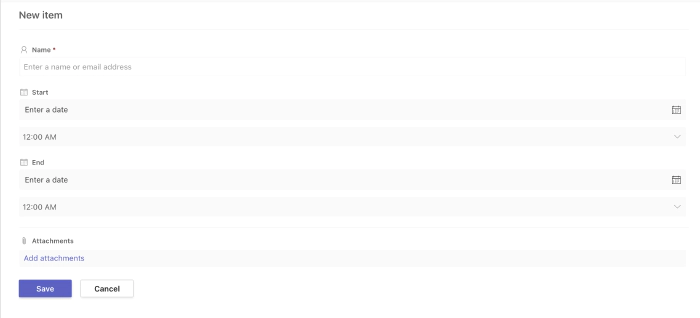 New item
Name *
Enter a name or email address
Start
Enter a date
12:00 AM
End
Enter a date
12:00 AM
Attachments
Add attachments
Save
Cancel